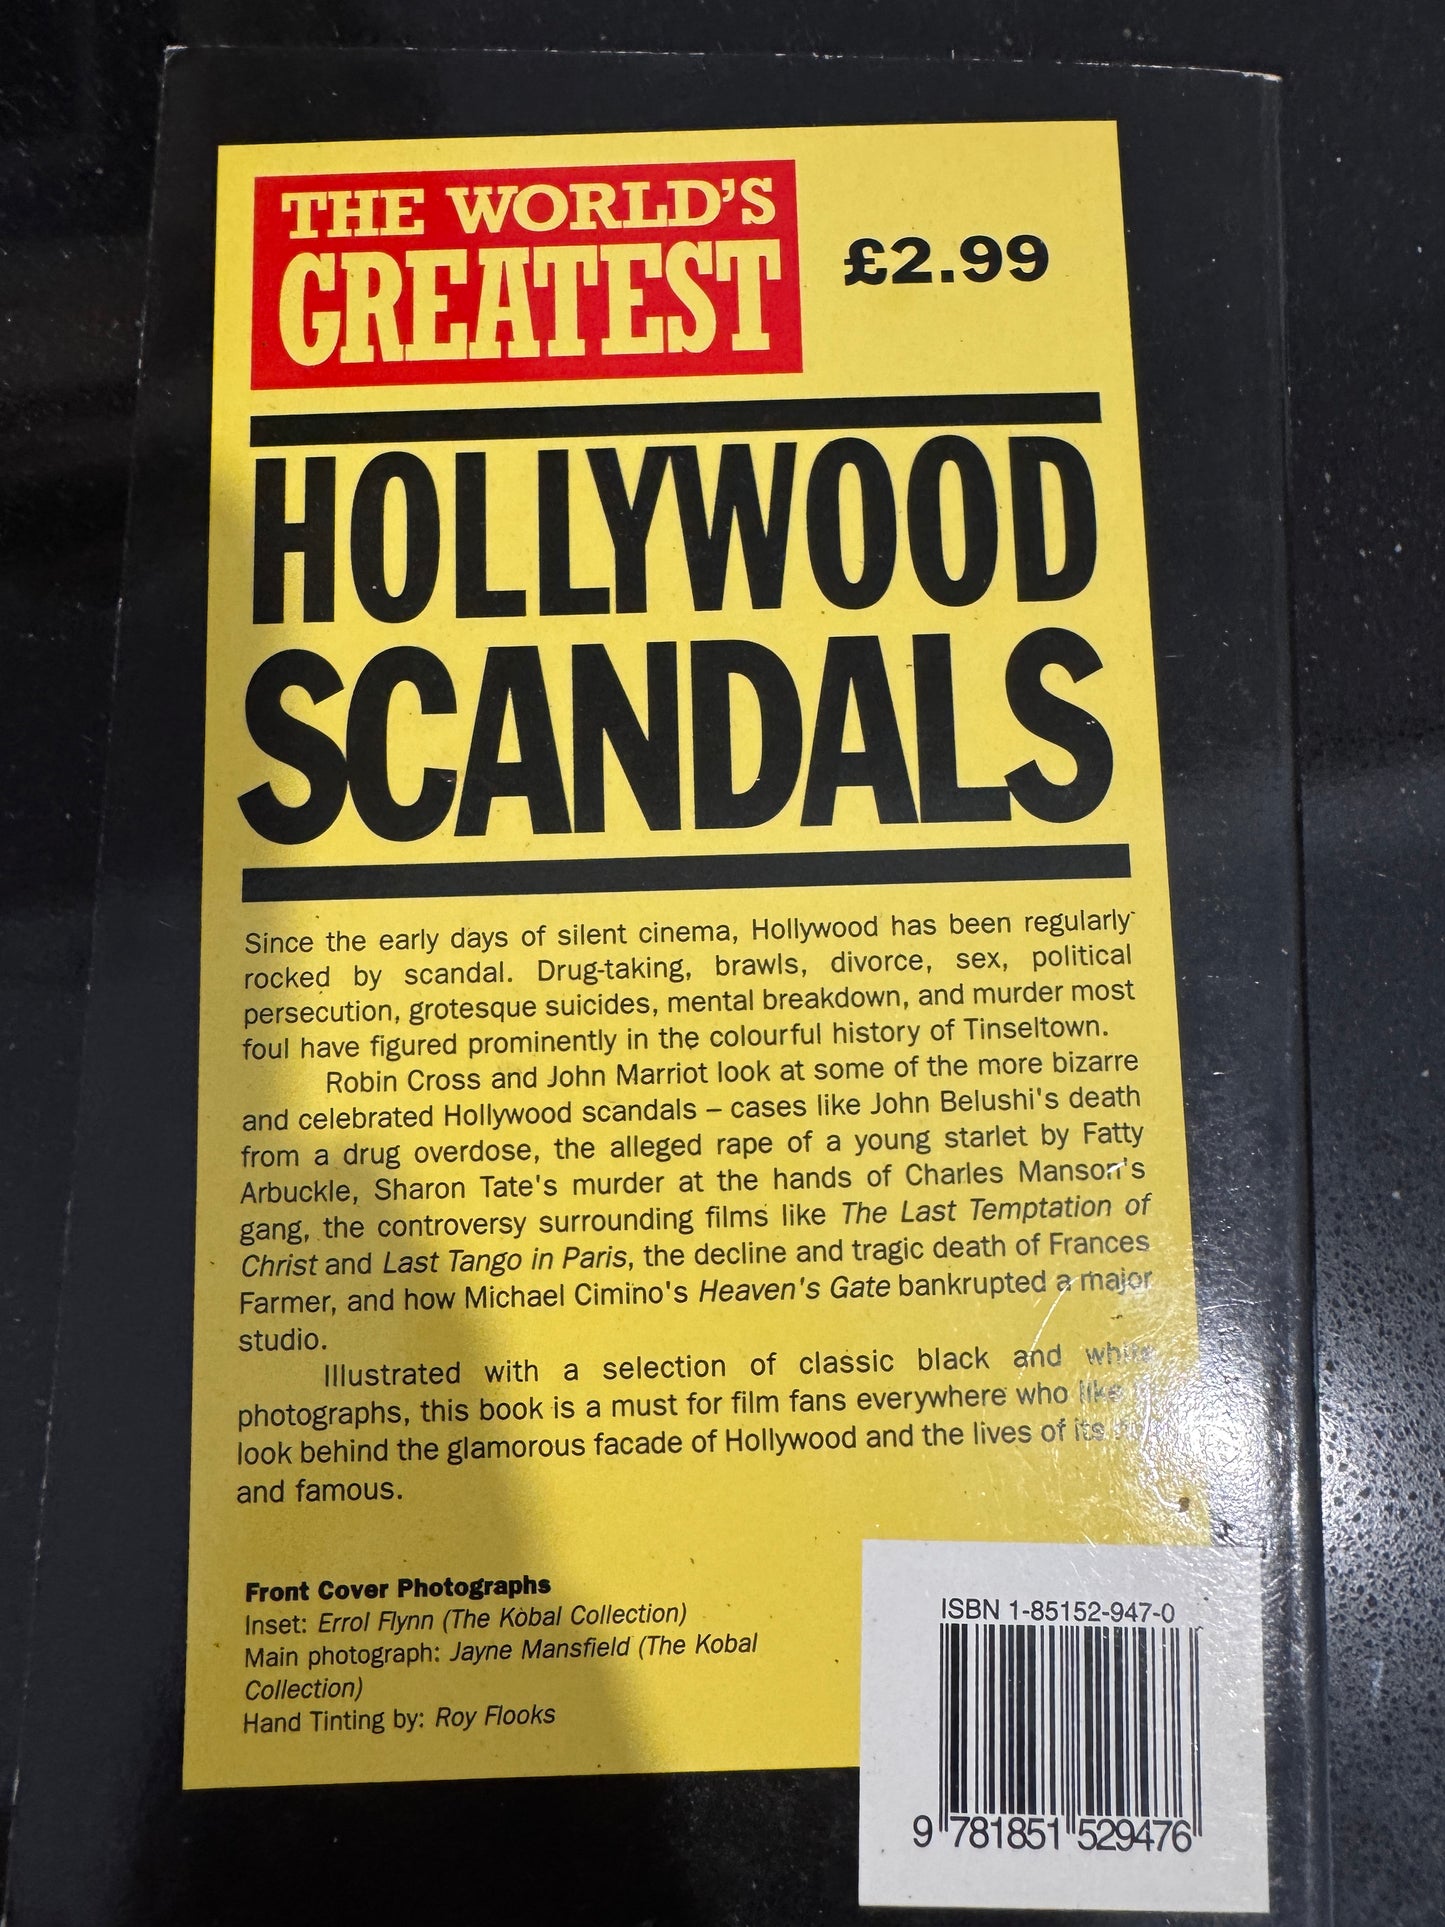 THE WORLD'S
GREATEST
£2.99
HOLLYWOOD
SCANDALS
Since the early days of silent cinema, Hollywood has been regularly
rocked by scandal. Drug-taking, brawls, divorce, sex, political
persecution, grotesque suicides, mental breakdown, and murder most
foul have figured prominently in the colourful history of Tinseltown.
Robin Cross and John Marriot look at some of the more bizarre
and celebrated Hollywood scandals – cases like John Belushi's death
from a drug overdose, the alleged rape of a young starlet by Fatty
Arbuckle, Sharon Tate's murder at the hands of Charles Manson's
gang, the controversy surrounding films like The Last Temptation of
Christ and Last Tango in Paris, the decline and tragic death of Frances
Farmer, and how Michael Cimino's Heaven's Gate bankrupted a major
studio.
Illustrated with a selection of classic black and white
photographs, this book is a must for film fans everywhere who like
look behind the glamorous facade of Hollywood and the lives of its
and famous.
Front Cover Photographs
Inset: Errol Flynn (The Kobal Collection)
Main photograph: Jayne Mansfield (The Kobal
Collection)
Hand Tinting by: Roy Flooks
ISBN 1-85152-947-0
9 781851 529476